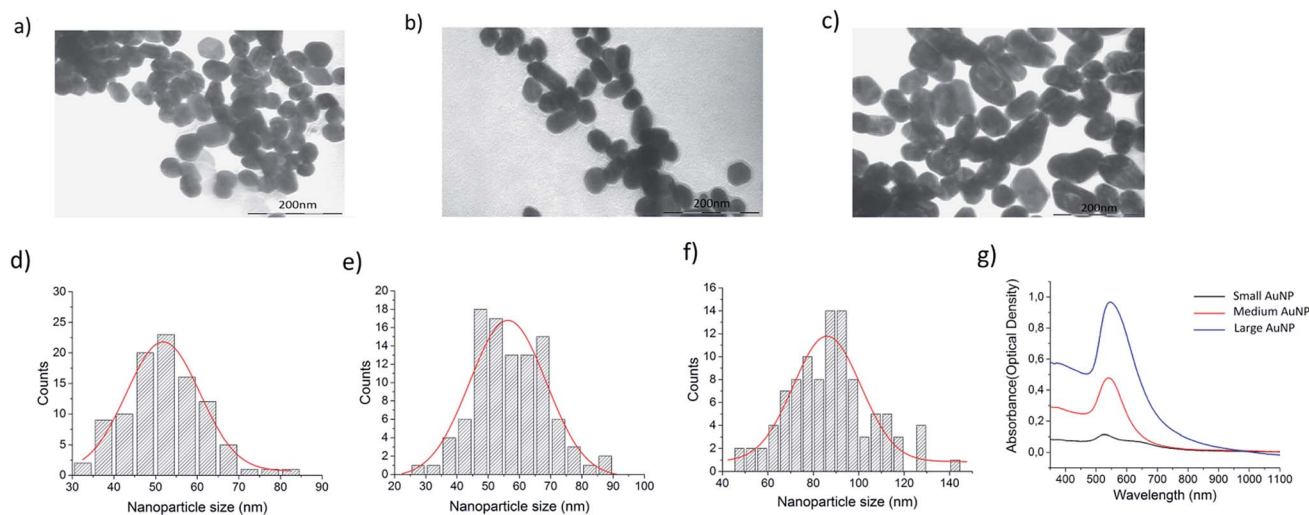 a)
b)
c)
200nm
200nm
200nm
d)
e)
f)
g)
30
25
20
15
10
5
0
Counts
30 40 50 60 70 80 90
Nanoparticle size (nm)
20
18
16
14
12
10
8
6
4
2
0
Counts
20 30 40 50 60 70 80 90 100
Nanoparticle size (nm)
16
14
12
10
8
6
4
2
0
Counts
40 60 80 100 120 140
Nanoparticle size (nm)
1,0
0,8
0,6
0,4
0,2
0,0
Absorbance(Optical Density)
Small AuNP
Medium AuNP
Large AuNP
400 500 600 700 800 900 1000 1100
Wavelength (nm)